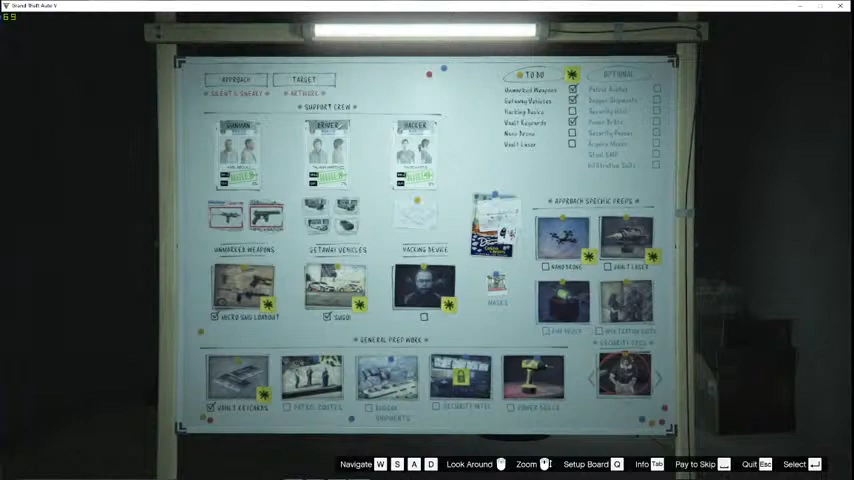 Grand Theft Auto V
69
APPROACH
TARGET
TO DO
OPTIONAL
SILENT & SNEAKY
ARTWORK
SUPPORT CREW
Unmarked Weapons
Getaway Vehicles
Hacking Device
Vault Keycards
Nano Drone
Vault Laser
Patrol Routes
Duggan Shipments
Security Intel
Power Drills
Security Passes
Acquire Masks
Steal EMP
Infiltration Suits
GUNMAN
DRIVER
HACKER
APPROACH SPECIFIC PREPS
UNMARKED WEAPONS
GETAWAY VEHICLES
HACKING DEVICE
NANO DRONE
VAULT LASER
MASKS
MICRO SMG LOADOUT
EMP DEVICE
INFILTRATION SUITS
GENERAL PREP WORK
VAULT KEYCARDS
PATROL ROUTES
DUGGAN SHIPMENTS
SECURITY INTEL
POWER DRILLS
Navigate W S A D Look Around Zoom Setup Board Q Info Tab Pay to Skip Quit Esc Select